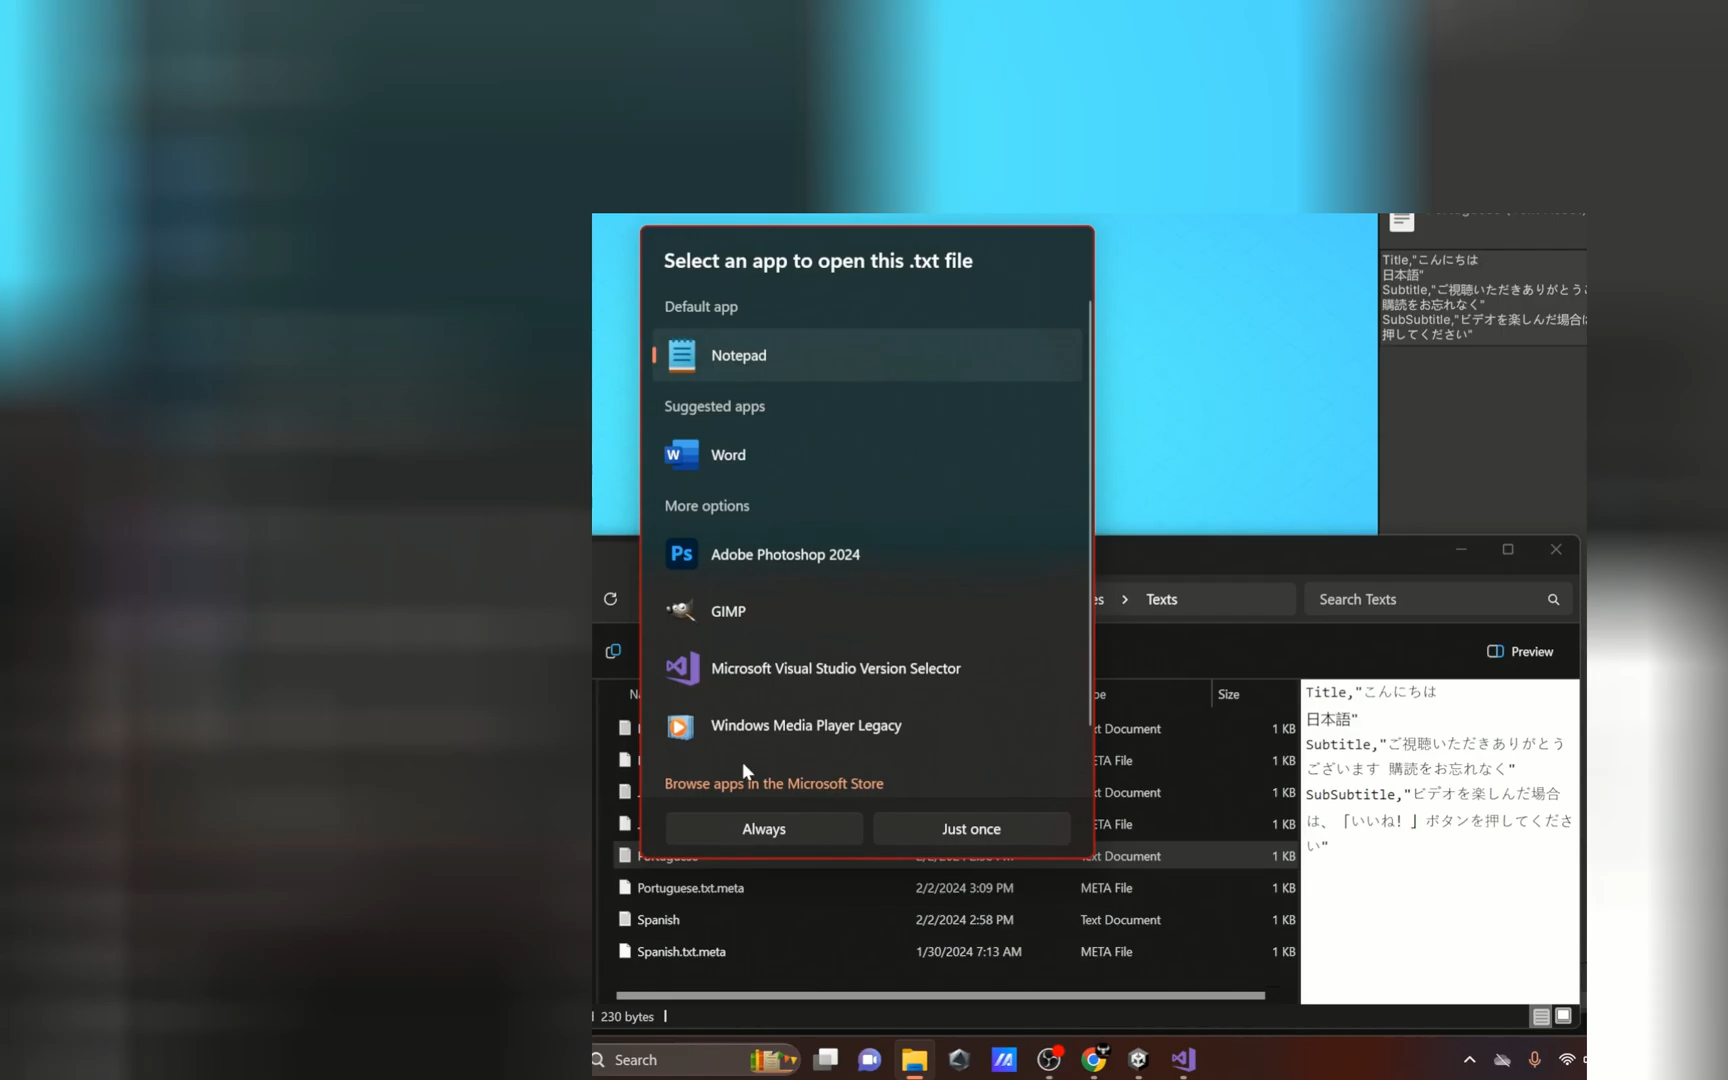 Select an app to open this .txt file
Default app
Notepad
Suggested apps
Word
More options
Adobe Photoshop 2024
GIMP
Microsoft Visual Studio Version Selector
Windows Media Player Legacy
Browse apps in the Microsoft Store
Always
Just once
Title,"こんにちは
日本語"
Subtitle,"ご視聴いただきありがとう
購読をお忘れなく"
SubSubtitle,"ビデオを楽しんだ場合
押してください"
Texts
Search Texts
Preview
Size
Text Document 1 KB
META File 1 KB
Text Document 1 KB
META File 1 KB
Text Document 1 KB
Portuguese.txt.meta 2/2/2024 3:09 PM META File 1 KB
Spanish 2/2/2024 2:58 PM Text Document 1 KB
Spanish.txt.meta 1/30/2024 7:13 AM META File 1 KB
Title,"こんにちは
日本語"
Subtitle,"ご視聴いただきありがとう
ございます 購読をお忘れなく"
SubSubtitle,"ビデオを楽しんだ場合
は、「いいね！」ボタンを押してくださ
い"
230 bytes
Search